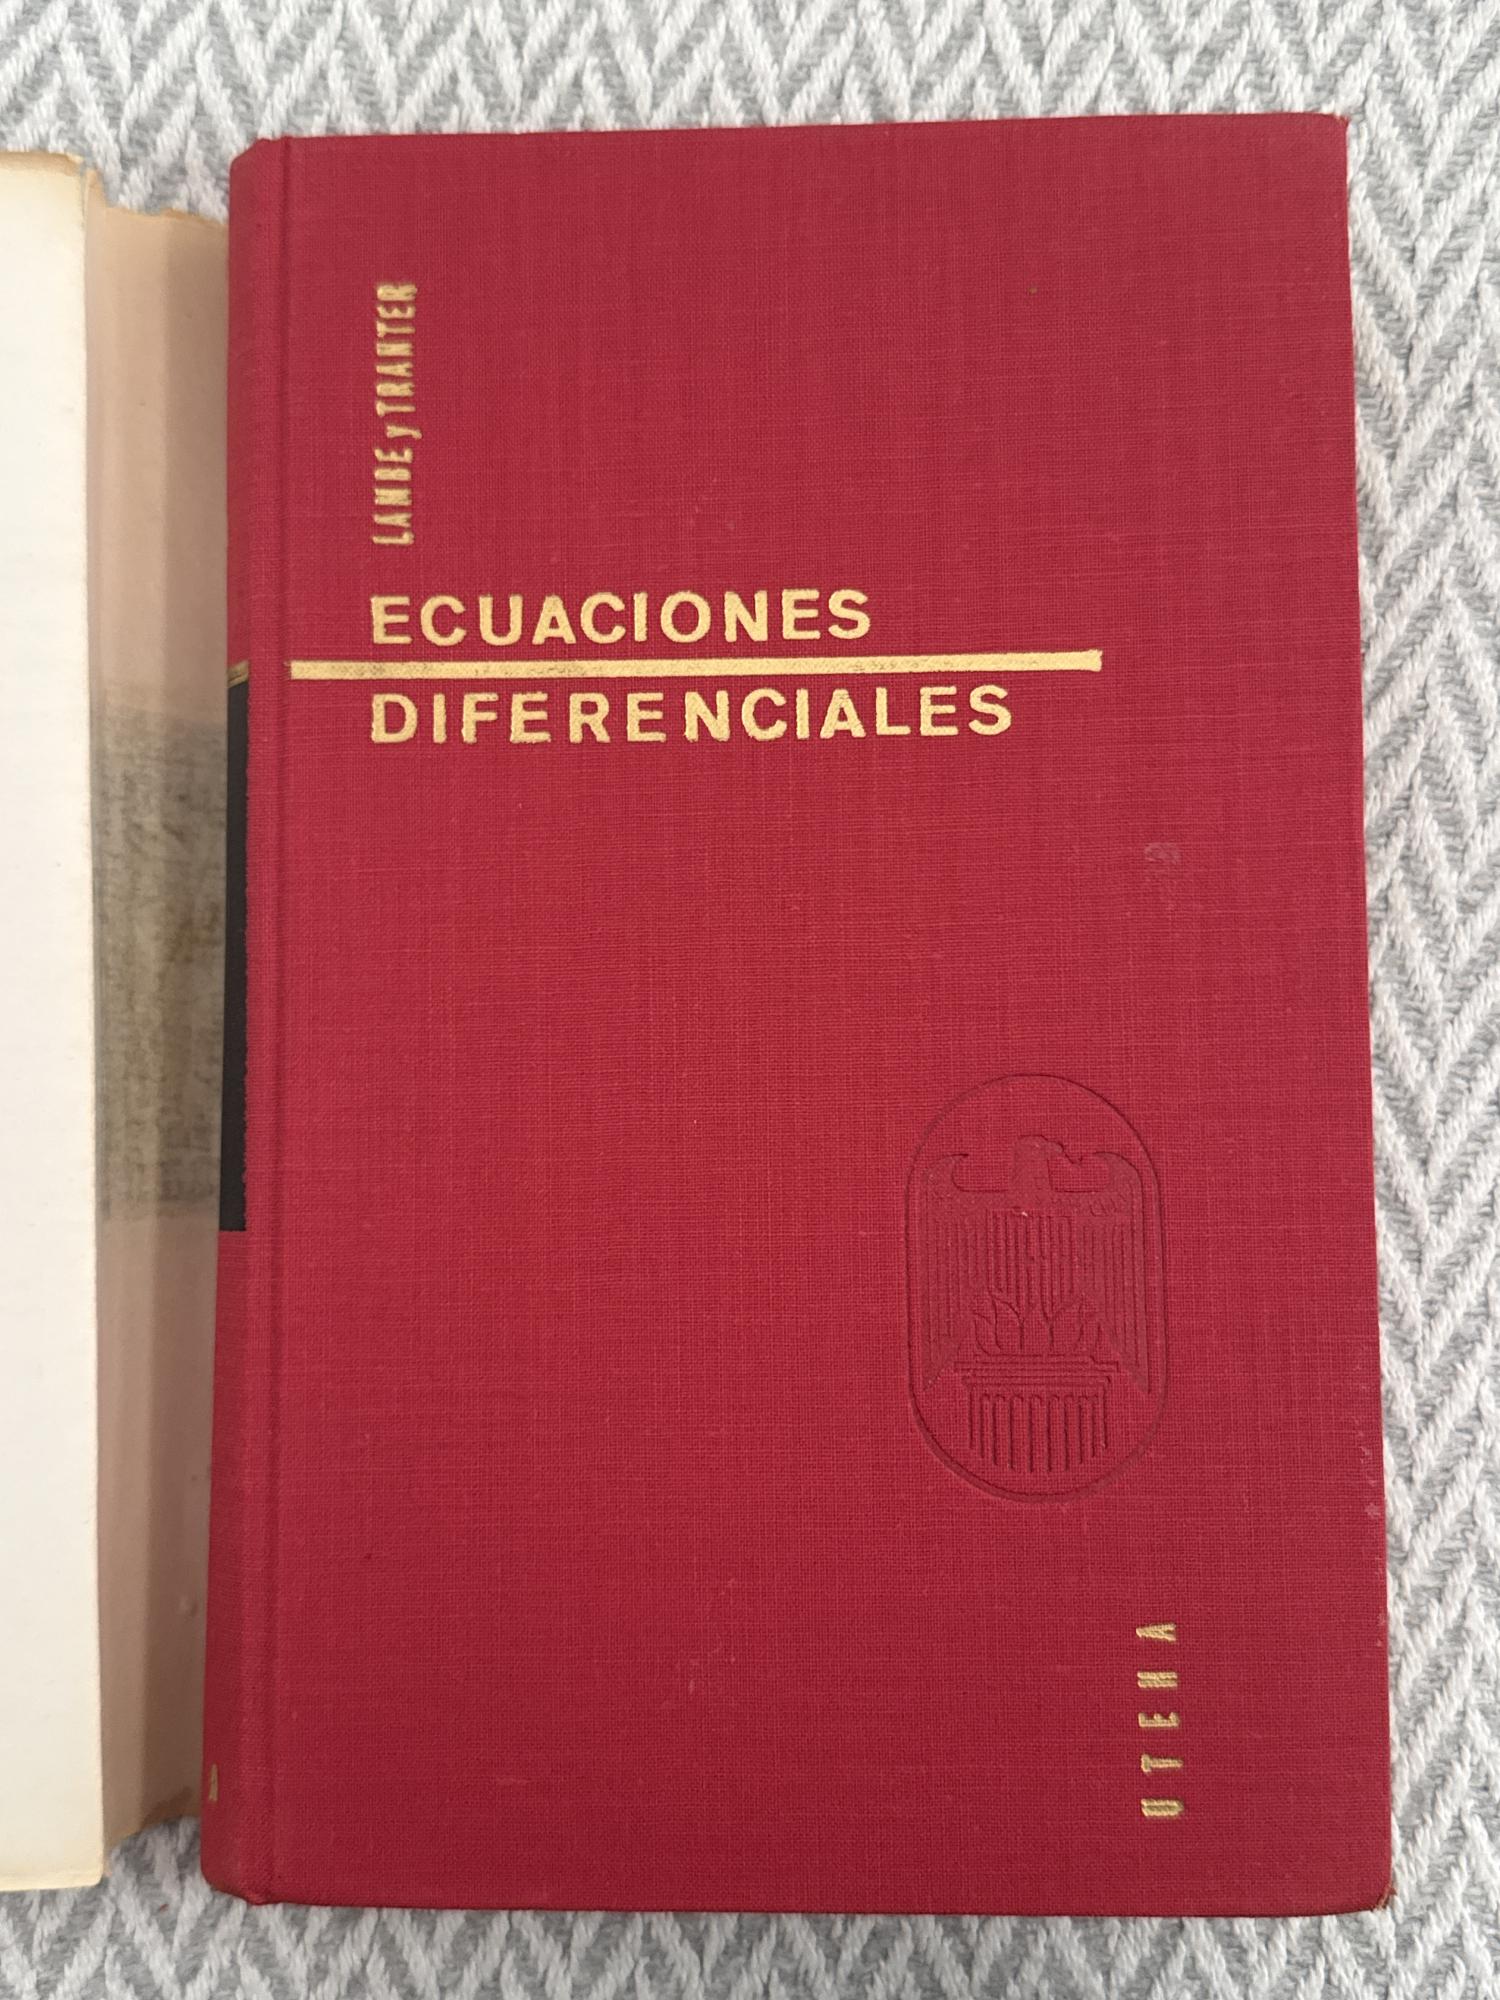 LAMBE y TRANTER
ECUACIONES
DIFERENCIALES
UTEHA
A